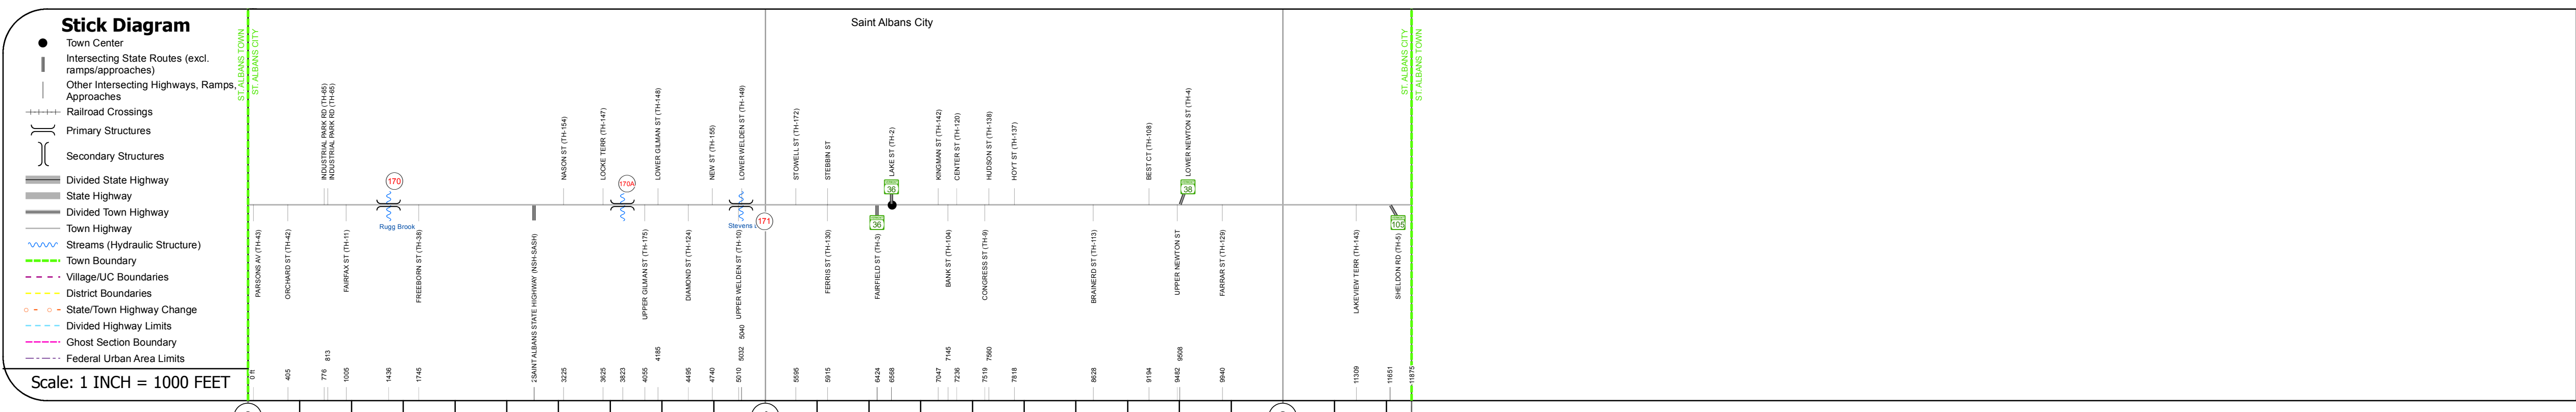 Stick Diagram
Town Center
Intersecting State Routes (excl.
ramps/approaches)
Other Intersecting Highways, Ramps,
Approaches
Railroad Crossings
Primary Structures
Secondary Structures
Divided State Highway
State Highway
Divided Town Highway
Town Highway
Streams (Hydraulic Structure)
Town Boundary
Village/UC Boundaries
District Boundaries
State/Town Highway Change
Divided Highway Limits
Ghost Section Boundary
Federal Urban Area Limits
Scale: 1 INCH = 1000 FEET
Saint Albans City
ST. ALBANS TOWN
ST. ALBANS CITY
INDUSTRIAL PARK RD (TH-65)
INDUSTRIAL PARK RD (TH-65)
170
NASON ST (TH-154)
LOCKE TERR (TH-147)
170A
LOWER GILMAN ST (TH-148)
NEW ST (TH-155)
LOWER WELDEN ST (TH-149)
STOWELL ST (TH-172)
STEBBIN ST
LAKE ST (TH-2)
36
KINGMAN ST (TH-142)
CENTER ST (TH-120)
HUDSON ST (TH-138)
HOYT ST (TH-137)
BEST CT (TH-108)
LOWER NEWTON ST (TH-4)
38
ST. ALBANS CITY
ST. ALBANS TOWN
PARSONS AV (TH-43)
ORCHARD ST (TH-42)
FAIRFAX ST (TH-11)
Rugg Brook
FREEBORN ST (TH-38)
SAINT ALBANS STATE HIGHWAY (NSH-SASH)
UPPER GILMAN ST (TH-175)
DIAMOND ST (TH-124)
Stevens
171
UPPER WELDEN ST (TH-10)
FERRIS ST (TH-130)
36
FAIRFIELD ST (TH-3)
BANK ST (TH-104)
CONGRESS ST (TH-9)
BRAINERD ST (TH-113)
UPPER NEWTON ST
FARRAR ST (TH-129)
LAKEVIEW TERR (TH-143)
105
SHELDON RD (TH-5)
0 ft
405
776
813
1005
1436
1745
3225
3625
3823
4055
4185
4495
4740
5010
5032
5040
5595
5915
6424
6568
7047
7145
7236
7519
7560
7818
8628
9194
9482
9508
9940
11309
11651
11875